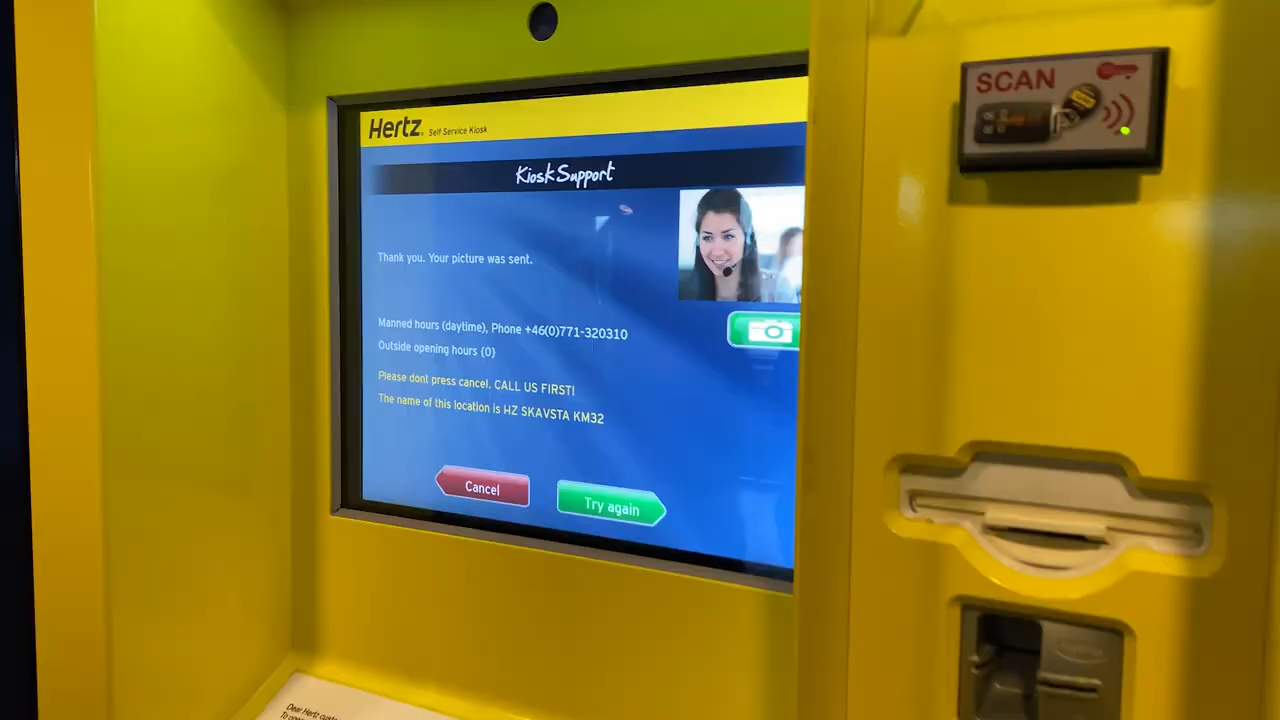 Hertz. Self Service Kiosk
SCAN
Kiosk Support
Thank you. Your picture was sent.
Manned hours (daytime), Phone +46(0)771-320310
Outside opening hours {0}
Please dont press cancel. CALL US FIRST!
The name of this location is HZ SKAVSTA KM32
Cancel
Try again
Dear Hertz